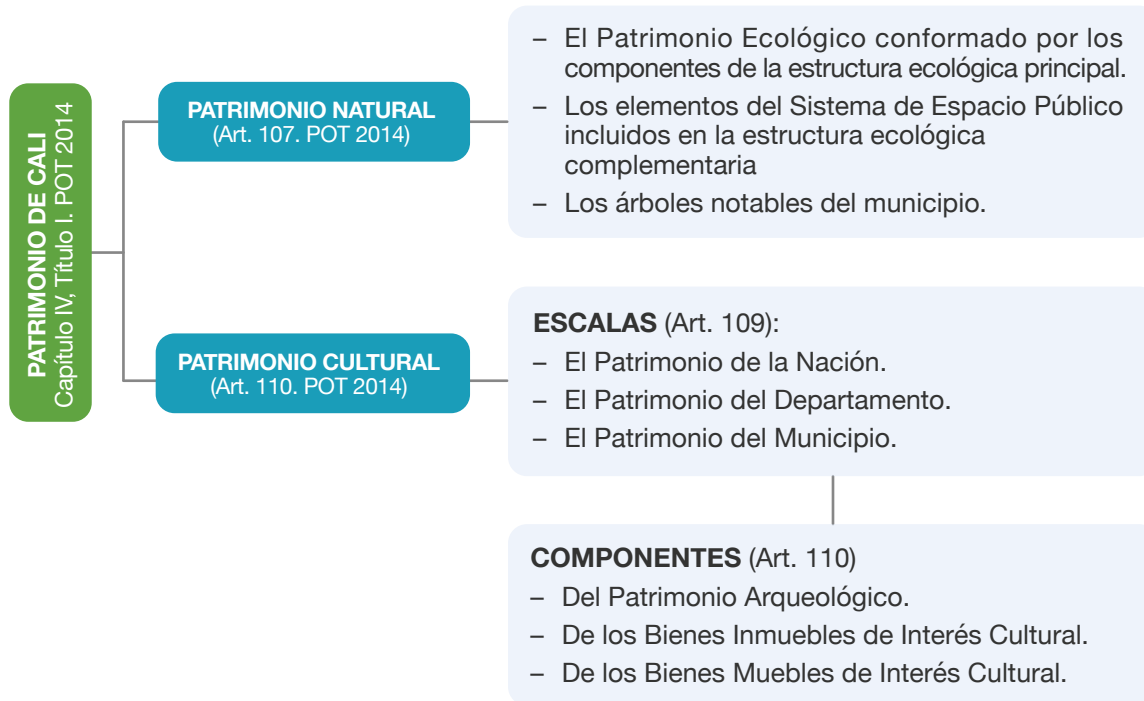 PATRIMONIO DE CALI
Capítulo IV, Título I. POT 2014
PATRIMONIO NATURAL
(Art. 107. POT 2014)
– El Patrimonio Ecológico conformado por los
componentes de la estructura ecológica principal.
– Los elementos del Sistema de Espacio Público
incluidos en la estructura ecológica
complementaria
– Los árboles notables del municipio.
PATRIMONIO CULTURAL
(Art. 110. POT 2014)
ESCALAS (Art. 109):
– El Patrimonio de la Nación.
– El Patrimonio del Departamento.
– El Patrimonio del Municipio.
COMPONENTES (Art. 110)
– Del Patrimonio Arqueológico.
– De los Bienes Inmuebles de Interés Cultural.
– De los Bienes Muebles de Interés Cultural.